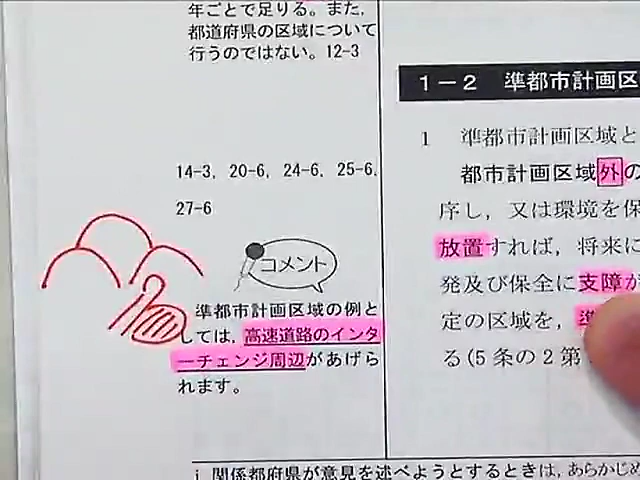 年ごとで足りる。また,
都道府県の区域について
行うのではない。12-3
14-3, 20-6, 24-6, 25-6,
27-6
コメント
準都市計画区域の例と
しては, 高速道路のインタ
ーチェンジ周辺があげら
れます。
1－2 準都市計画区
1 準都市計画区域と
都市計画区域外の
序し, 又は環境を保
放置すれば, 将来に
発及び保全に支障が
定の区域を, 準
る(5条の2第
i 関係都府県が意見を述べようとするときは, あらかじめ